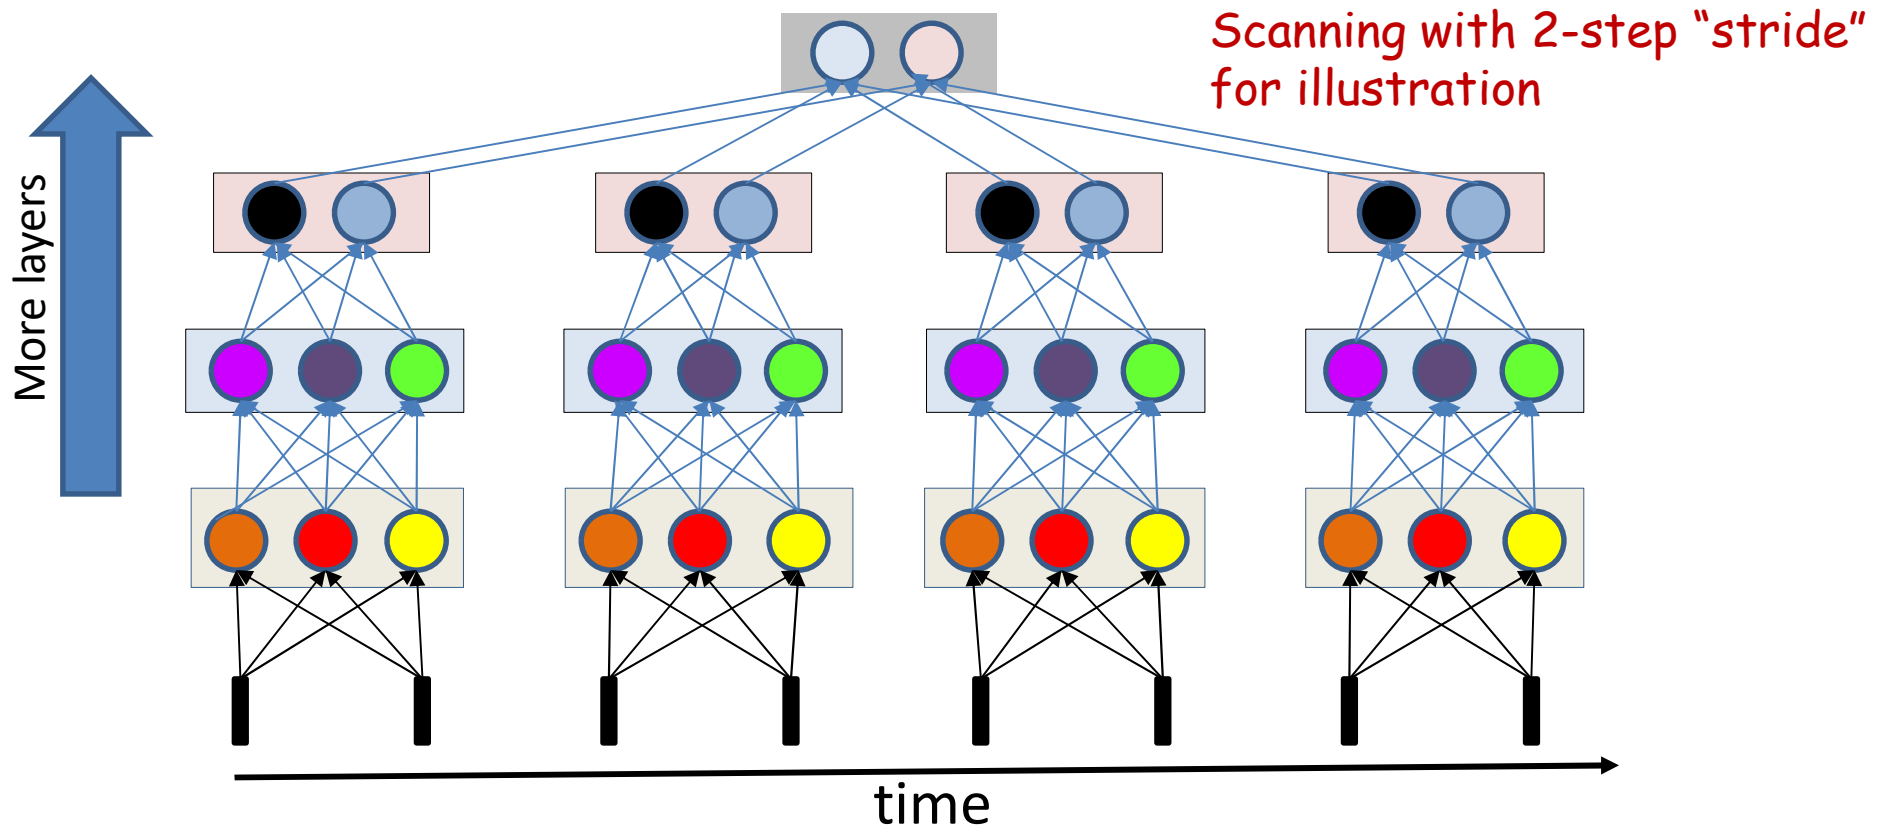 Scanning with 2-step “stride”
for illustration
More layers
time